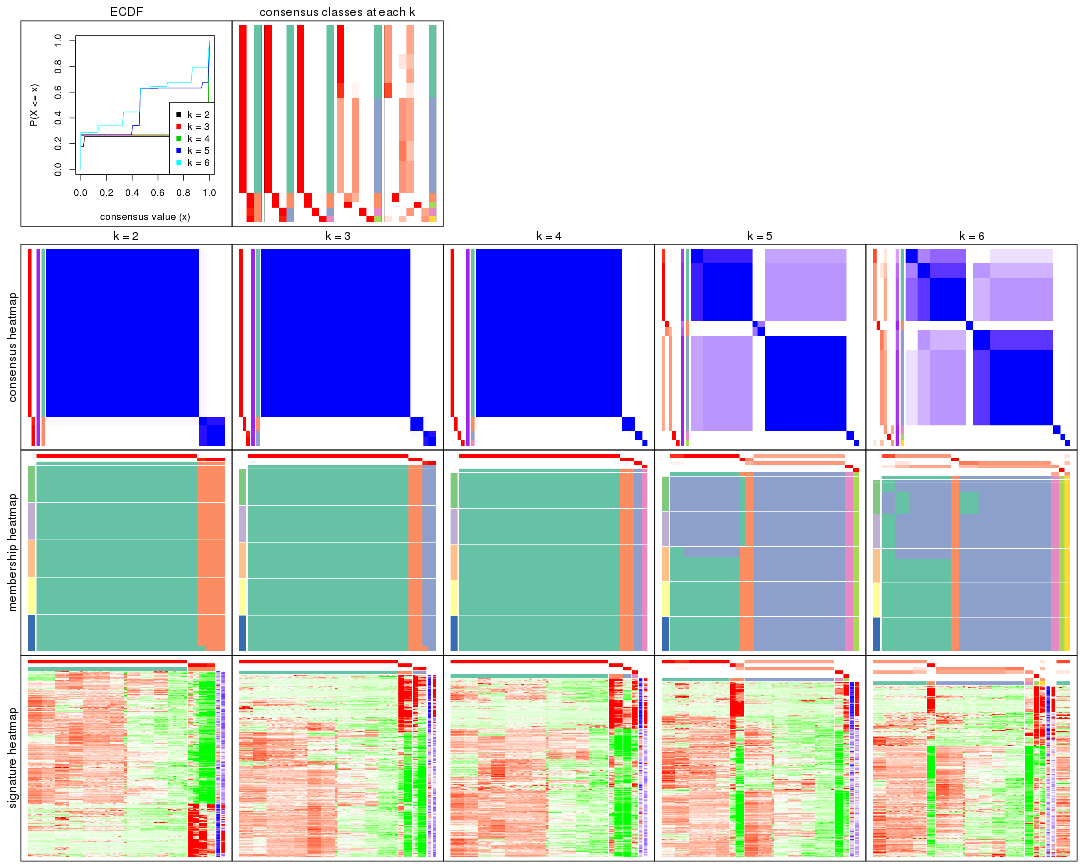 ECDF
consensus classes at each k
P(X <= x)
1.0
0.8
0.6
0.4
0.2
0.0
k = 2
k = 3
k = 4
k = 5
k = 6
0.0 0.2 0.4 0.6 0.8 1.0
consensus value (x)
k = 2
k = 3
k = 4
k = 5
k = 6
consensus heatmap
membership heatmap
signature heatmap